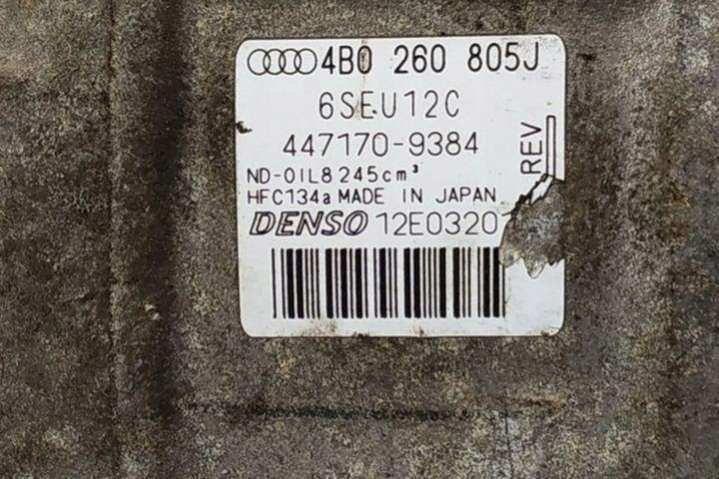 4B0 260 805J
6SEU12C
447170-9384
REV
ND-OIL8 245cm³
HFC134a MADE IN JAPAN
DENSO 12E0320